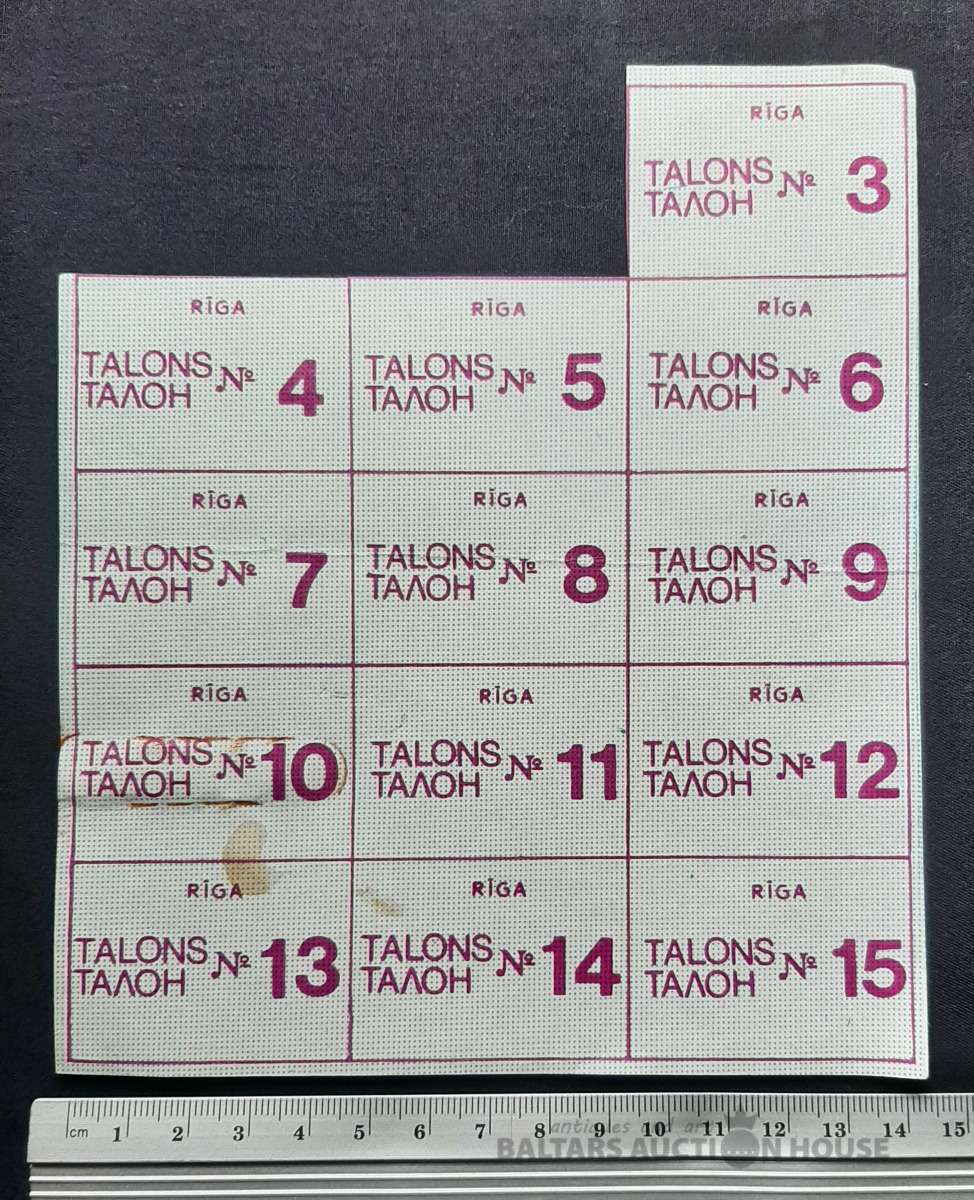 RĪGA
TALONS № 3
ТАЛОН
RĪGA
TALONS № 4
ТАЛОН
RĪGA
TALONS № 5
ТАЛОН
RĪGA
TALONS № 6
ТАЛОН
RĪGA
TALONS № 7
ТАЛОН
RĪGA
TALONS № 8
ТАЛОН
RĪGA
TALONS № 9
ТАЛОН
RĪGA
TALONS № 10
ТАЛОН
RĪGA
TALONS № 11
ТАЛОН
RĪGA
TALONS № 12
ТАЛОН
RĪGA
TALONS № 13
ТАЛОН
RĪGA
TALONS № 14
ТАЛОН
RĪGA
TALONS № 15
ТАЛОН
cm 1 2 3 4 5 6 7 8 9 10 11 12 13 14 15
antiques and art
BALTARS AUCTION HOUSE